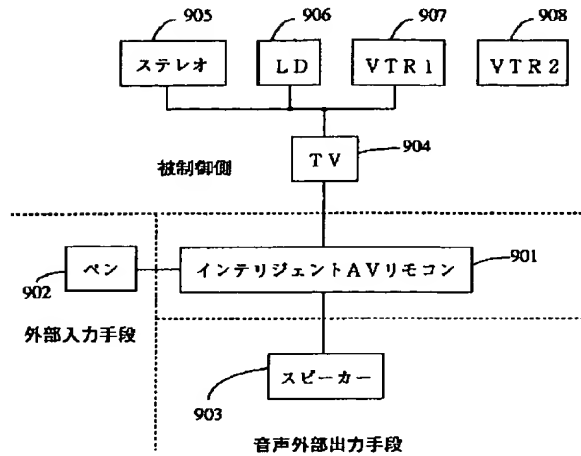 905 906 907 908
ステレオ LD VTR1 VTR2
904
TV
被制御側
901
ペン インテリジェントAVリモコン
902
外部入力手段
スピーカー
903
音声外部出力手段